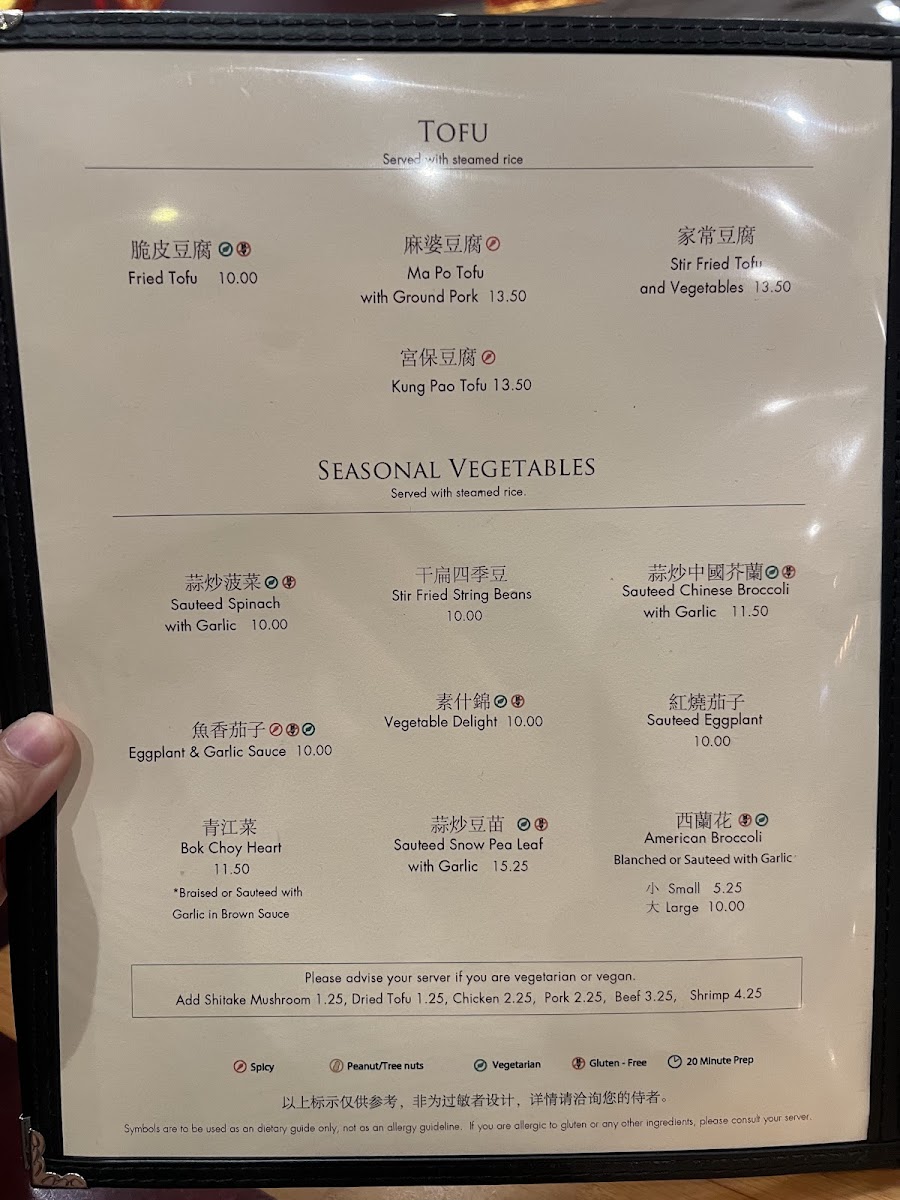 TOFU
Served with steamed rice
脆皮豆腐
Fried Tofu 10.00
麻婆豆腐
Ma Po Tofu
with Ground Pork 13.50
家常豆腐
Stir Fried Tofu
and Vegetables 13.50
宮保豆腐
Kung Pao Tofu 13.50
SEASONAL VEGETABLES
Served with steamed rice.
蒜炒菠菜
Sauteed Spinach
with Garlic 10.00
干扁四季豆
Stir Fried String Beans
10.00
蒜炒中國芥蘭
Sauteed Chinese Broccoli
with Garlic 11.50
魚香茄子
Eggplant & Garlic Sauce 10.00
素什錦
Vegetable Delight 10.00
紅燒茄子
Sauteed Eggplant
10.00
青江菜
Bok Choy Heart
11.50
*Braised or Sauteed with
Garlic in Brown Sauce
蒜炒豆苗
Sauteed Snow Pea Leaf
with Garlic 15.25
西蘭花
American Broccoli
Blanched or Sauteed with Garlic
小 Small 5.25
大 Large 10.00
Please advise your server if you are vegetarian or vegan.
Add Shitake Mushroom 1.25, Dried Tofu 1.25, Chicken 2.25, Pork 2.25, Beef 3.25, Shrimp 4.25
Spicy Peanut/Tree nuts Vegetarian Gluten - Free 20 Minute Prep
以上标示仅供参考，非为过敏者设计，详情请洽询您的侍者。
Symbols are to be used as an dietary guide only, not as an allergy guideline. If you are allergic to gluten or any other ingredients, please consult your server.